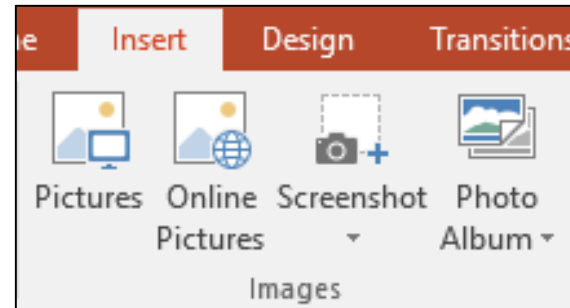 e Insert Design Transitions
Pictures Online Screenshot Photo
Pictures Album
Images